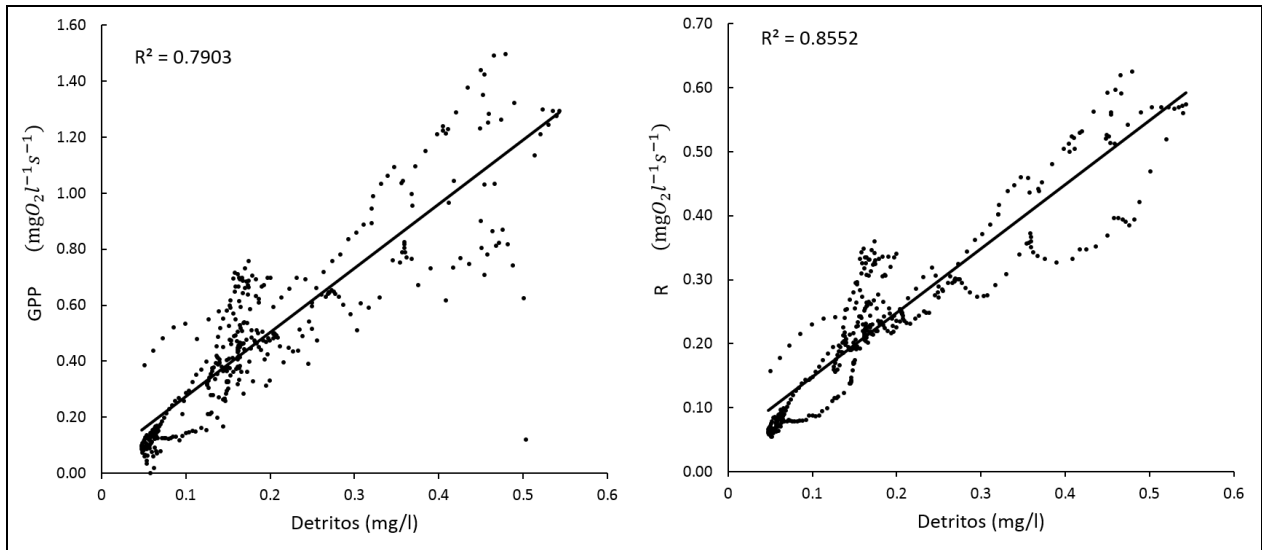 R² = 0.7903
GPP (mgO₂l⁻¹s⁻¹)
1.60
1.40
1.20
1.00
0.80
0.60
0.40
0.20
0.00
0 0.1 0.2 0.3 0.4 0.5 0.6
Detritos (mg/l)
R² = 0.8552
R (mgO₂l⁻¹s⁻¹)
0.70
0.60
0.50
0.40
0.30
0.20
0.10
0.00
0 0.1 0.2 0.3 0.4 0.5 0.6
Detritos (mg/l)